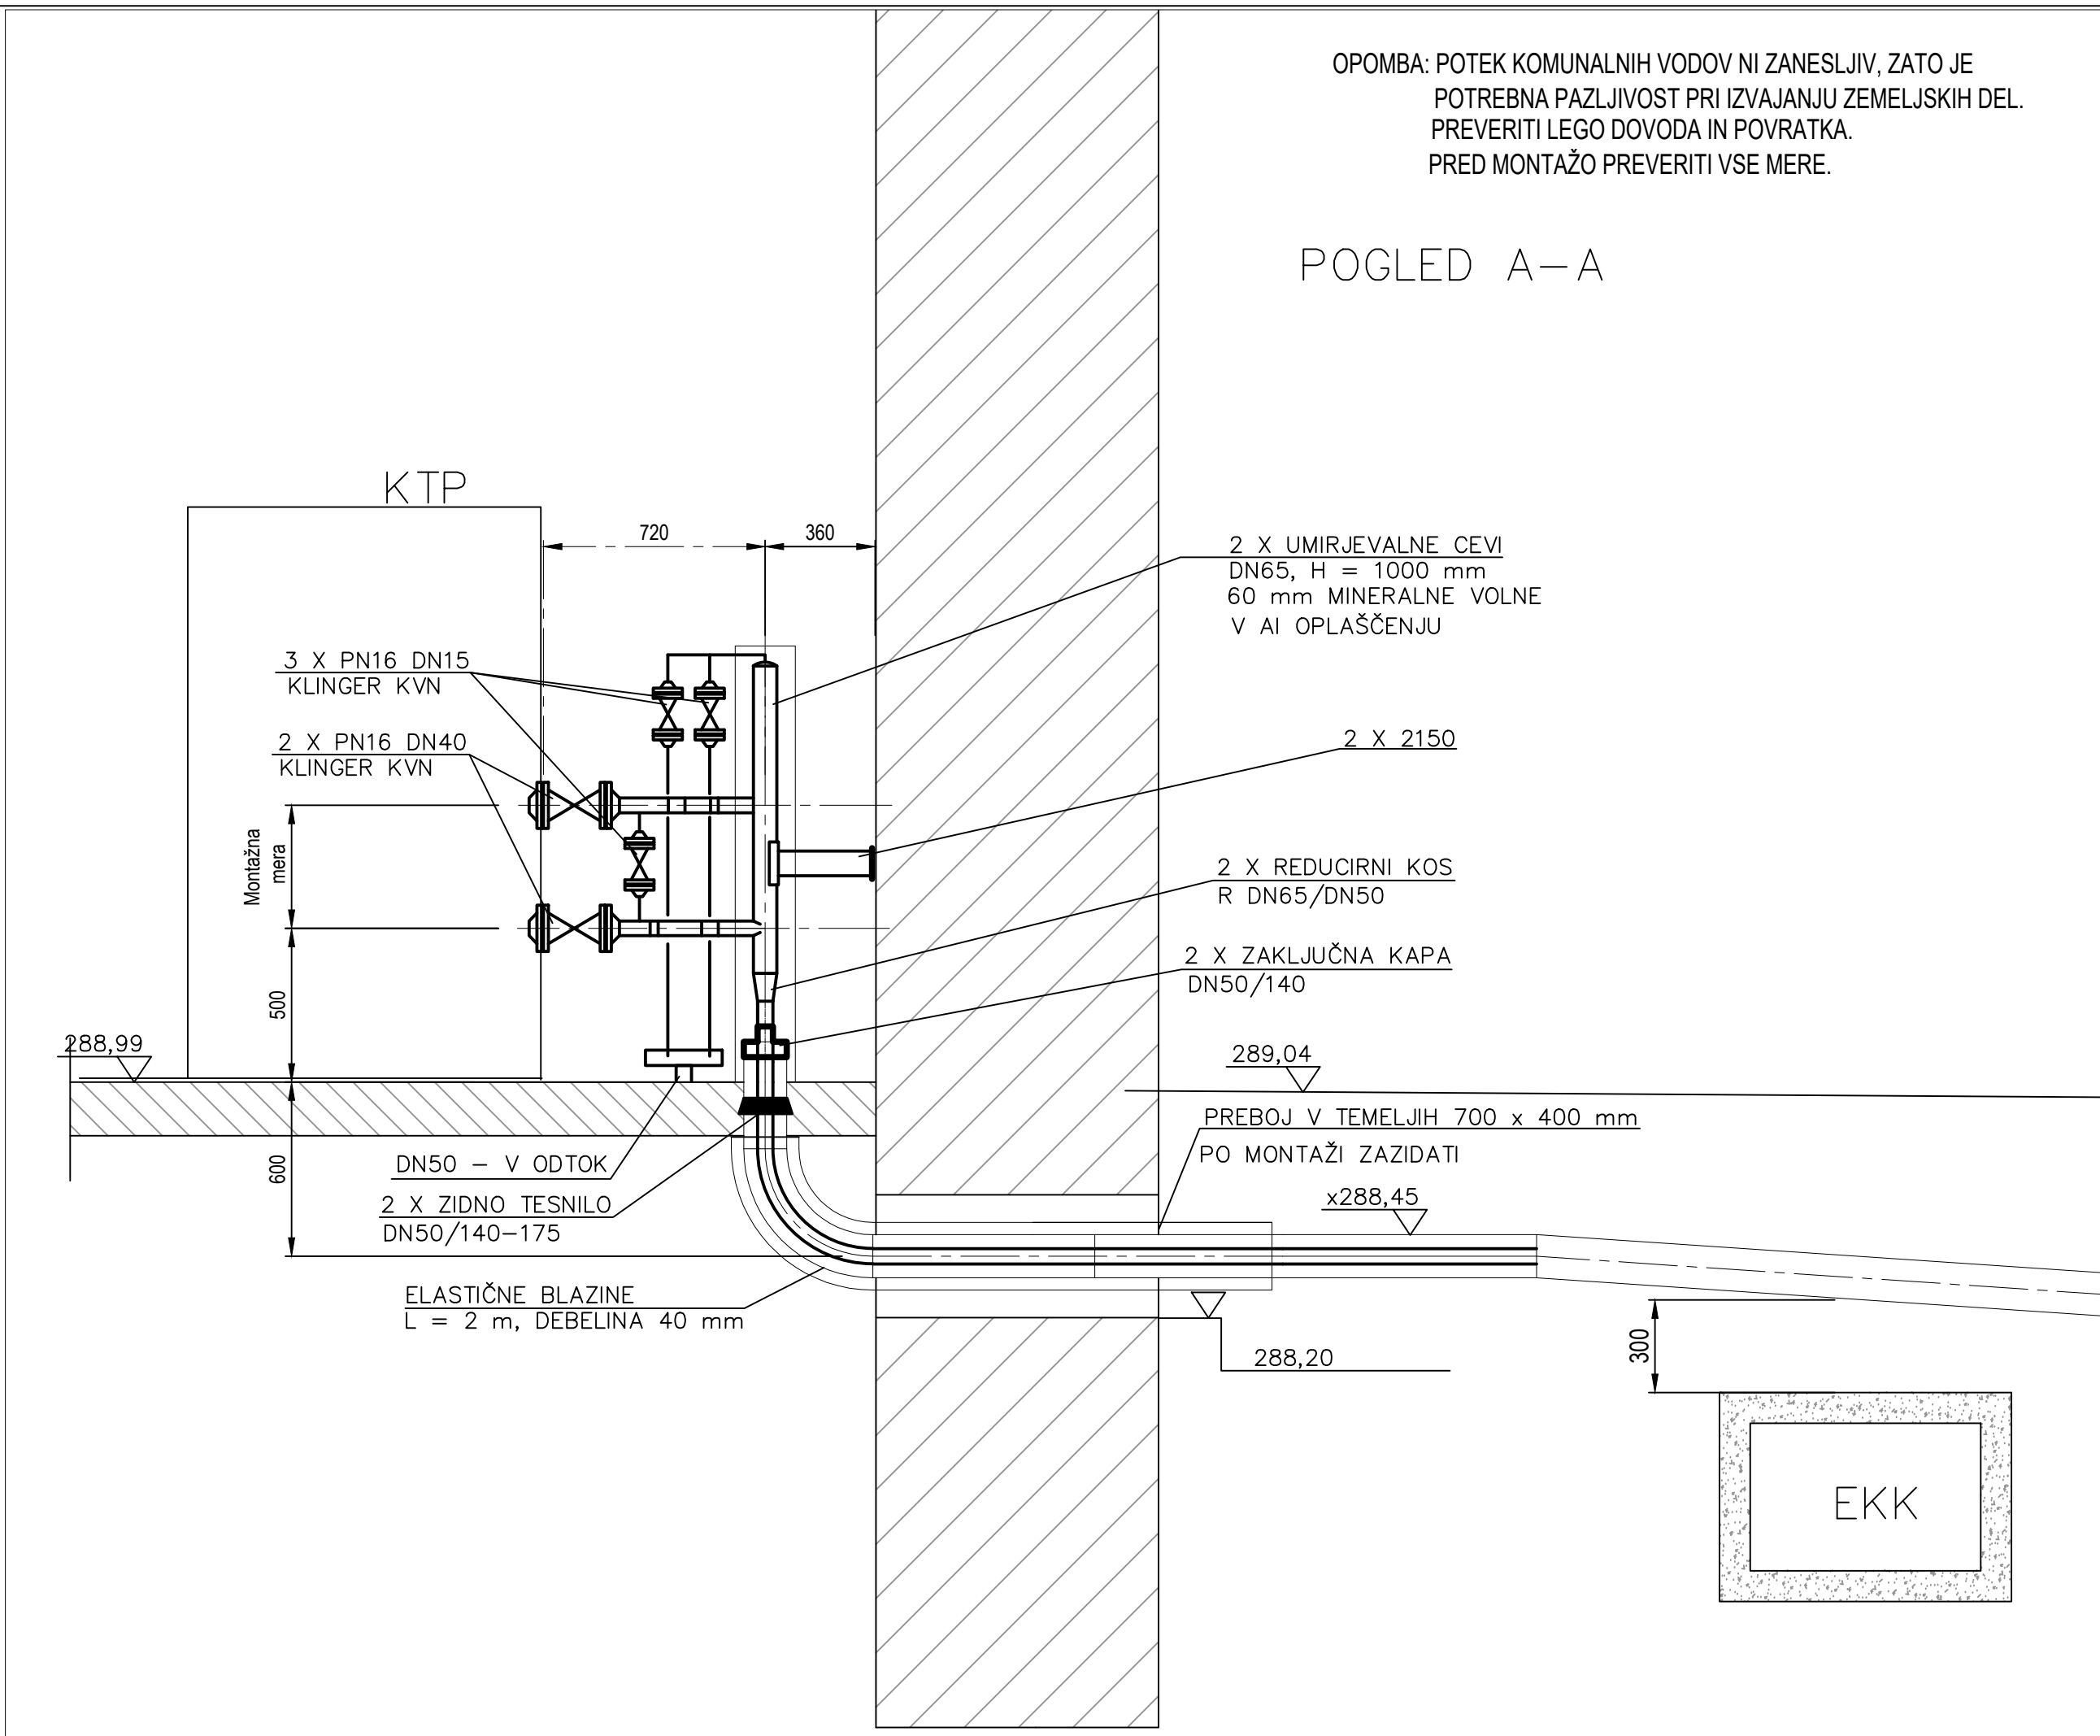 OPOMBA: POTEK KOMUNALNIH VODOV NI ZANESLJIV, ZATO JE
POTREBNA PAZLJIVOST PRI IZVAJANJU ZEMELJSKIH DEL.
PREVERITI LEGO DOVODA IN POVRATKA.
PRED MONTAŽO PREVERITI VSE MERE.
POGLED A-A
KTP
720
360
2 X UMIRJEVALNE CEVI
DN65, H = 1000 mm
60 mm MINERALNE VOLNE
V Al OPLAŠČENJU
3 X PN16 DN15
KLINGER KVN
2 X PN16 DN40
KLINGER KVN
2 X 2150
Montažna
mera
2 X REDUCIRNI KOS
R DN65/DN50
2 X ZAKLJUČNA KAPA
DN50/140
500
288,99
289,04
PREBOJ V TEMELJIH 700 x 400 mm
PO MONTAŽI ZAZIDATI
600
DN50 - V ODTOK
2 X ZIDNO TESNILO
DN50/140-175
x288,45
ELASTIČNE BLAZINE
L = 2 m, DEBELINA 40 mm
288,20
300
EKK